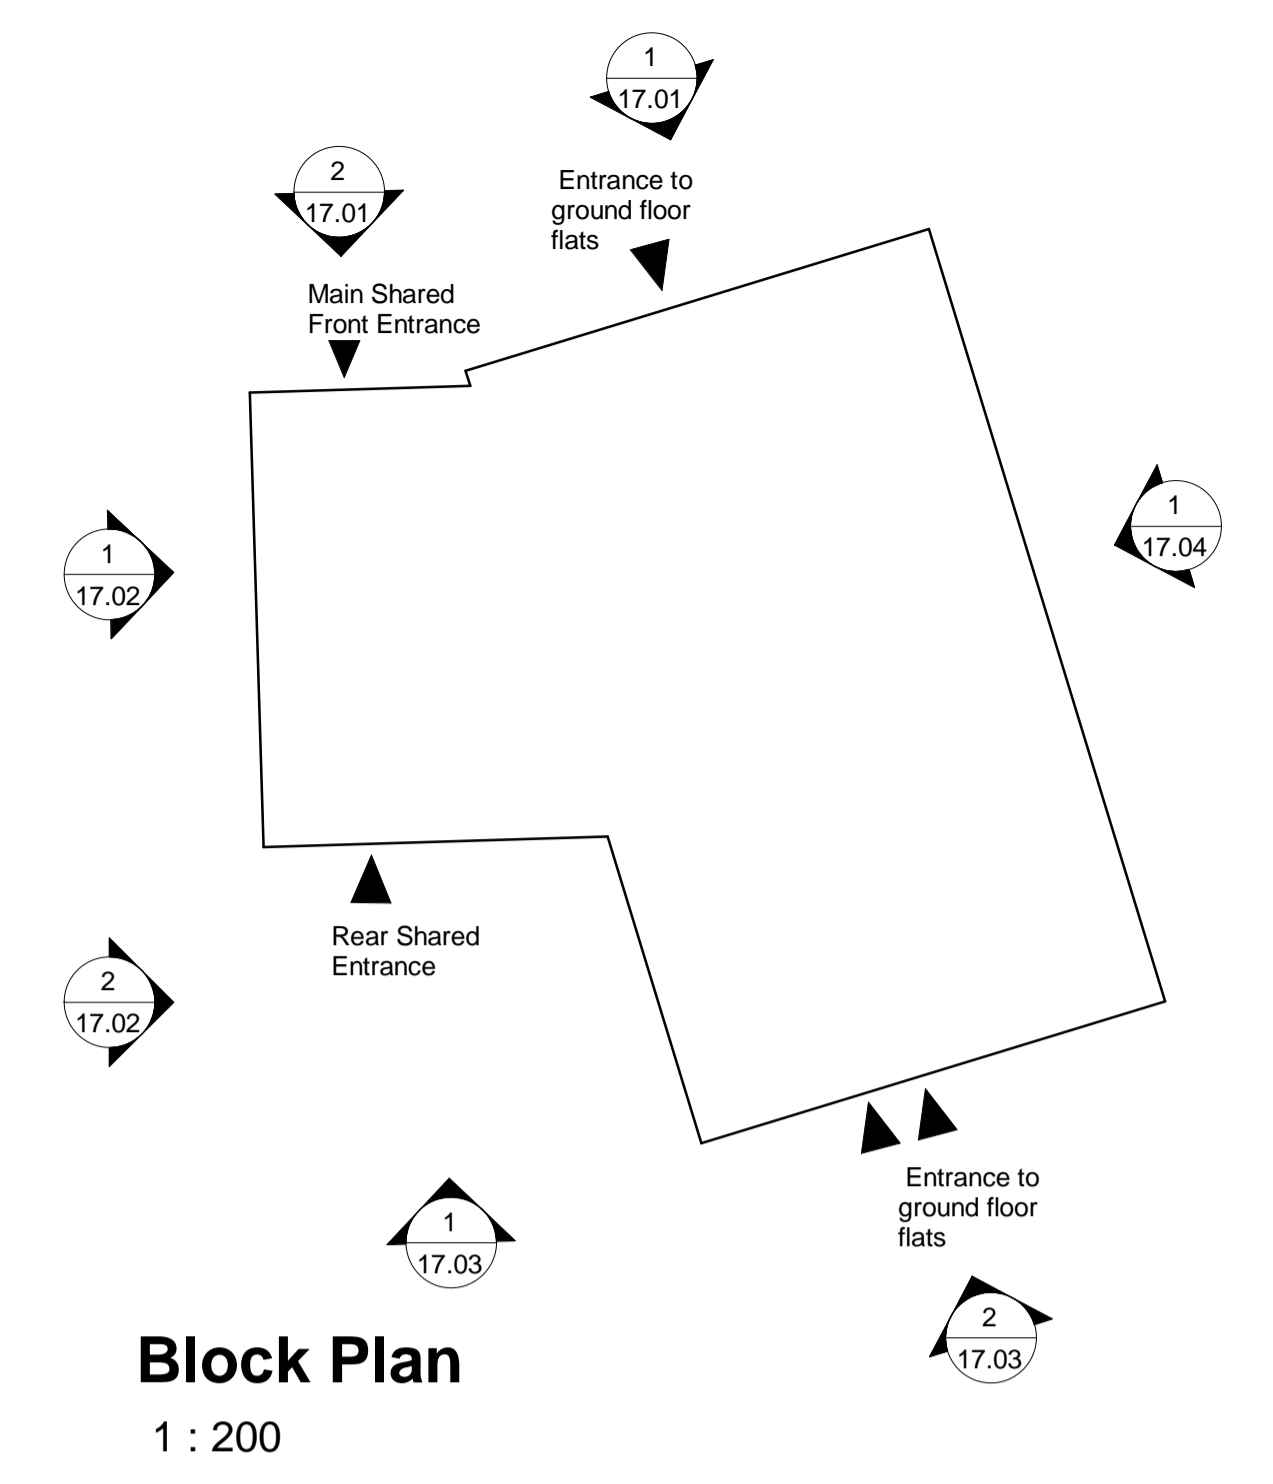 1
17.01
2
17.01
Entrance to
ground floor
flats
Main Shared
Front Entrance
1
17.02
1
17.04
Rear Shared
Entrance
2
17.02
Entrance to
ground floor
flats
1
17.03
2
17.03
Block Plan
1 : 200